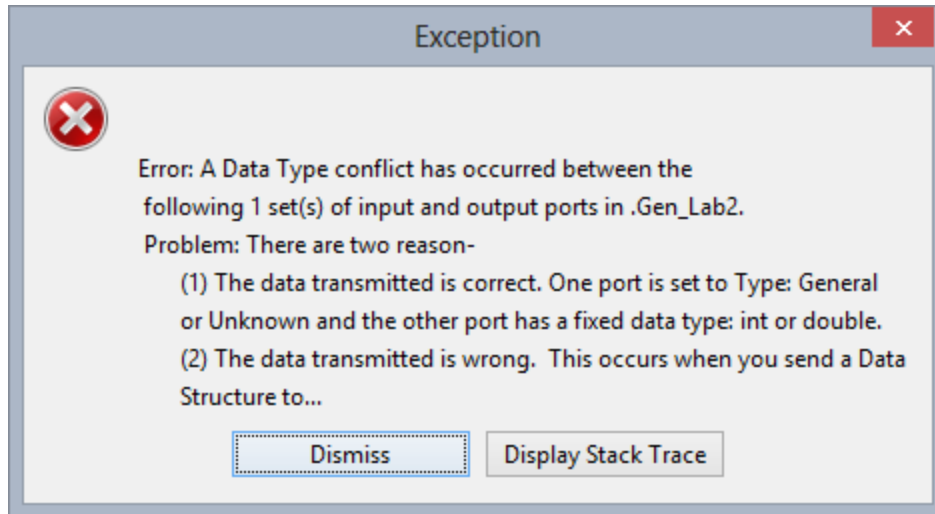 Exception
Error: A Data Type conflict has occurred between the
following 1 set(s) of input and output ports in .Gen_Lab2.
Problem: There are two reason-
(1) The data transmitted is correct. One port is set to Type: General
or Unknown and the other port has a fixed data type: int or double.
(2) The data transmitted is wrong.  This occurs when you send a Data
Structure to...
Dismiss Display Stack Trace